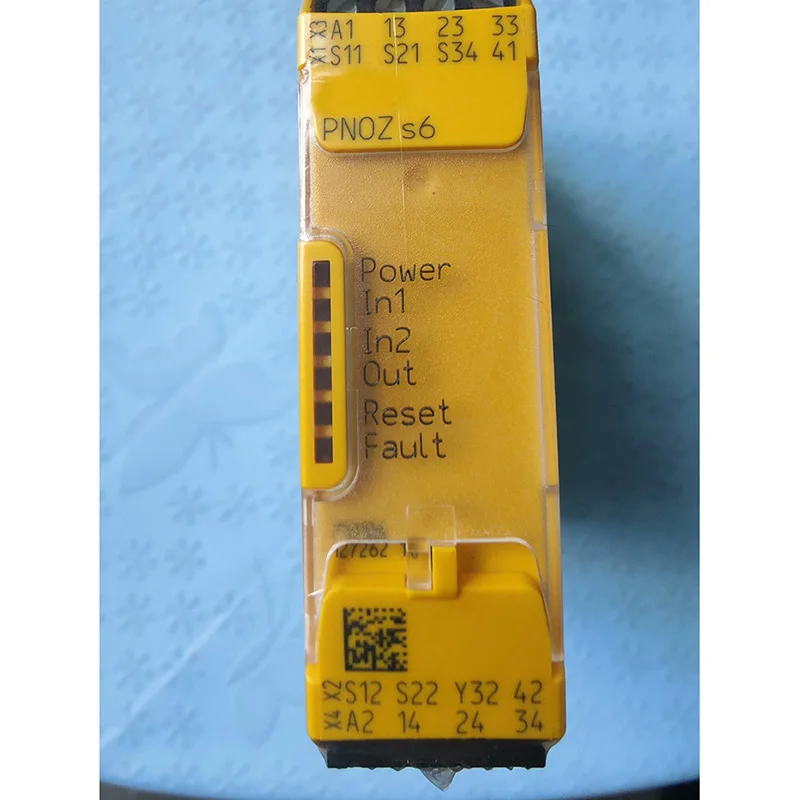 X3 A1 13 23 33
X1 S11 S21 S34 41
PNOZ s6
Power
In1
In2
Out
Reset
Fault
127262
X2 S12 S22 Y32 42
X4 A2 14 24 34